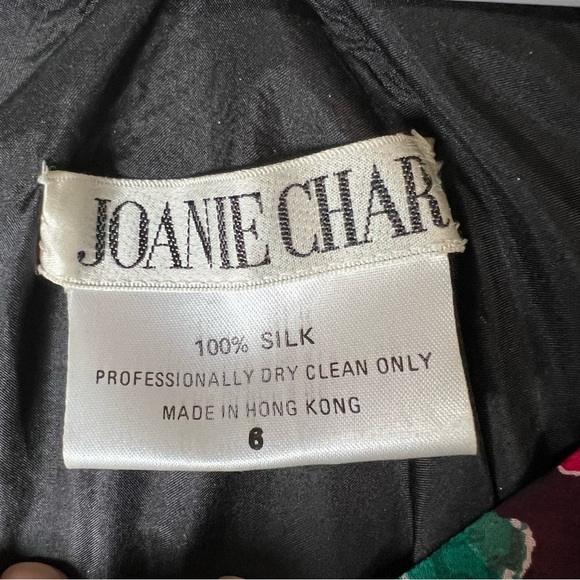 JOANIE CHAR
100% SILK
PROFESSIONALLY DRY CLEAN ONLY
MADE IN HONG KONG
6